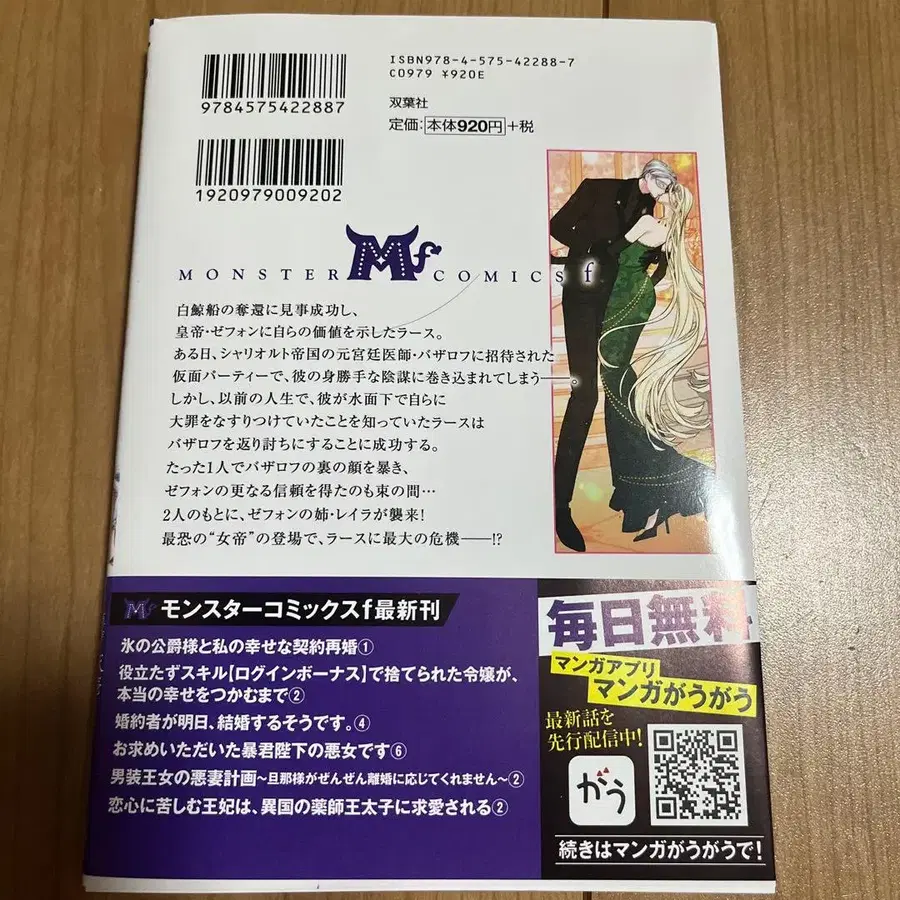 ISBN978-4-575-42288-7
C0979 ¥920E
9784575422887
双葉社
定価:本体920円+税
1920979009202
MONSTER Mf COMICS f
白鯨船の奪還に見事成功し、
皇帝・ゼフォンに自らの価値を示したラース。
ある日、シャリオルト帝国の元宮廷医師・バザロフに招待された
仮面パーティーで、彼の身勝手な陰謀に巻き込まれてしまう――。
しかし、以前の人生で、彼が水面下で自らに
大罪をなすりつけていたことを知っていたラースは
バザロフを返り討ちにすることに成功する。
たった1人でバザロフの裏の顔を暴き、
ゼフォンの更なる信頼を得たのも束の間…
2人のもとに、ゼフォンの姉・レイラが襲来!
最恐の“女帝”の登場で、ラースに最大の危機――!?
Mf モンスターコミックスf最新刊
氷の公爵様と私の幸せな契約再婚①
役立たずスキル【ログインボーナス】で捨てられた令嬢が、
本当の幸せをつかむまで②
婚約者が明日、結婚するそうです。④
お求めいただいた暴君陛下の悪女です⑥
男装王女の悪妻計画~旦那様がぜんぜん離婚に応じてくれません~②
恋心に苦しむ王妃は、異国の薬師王太子に求愛される②
毎日無料
マンガアプリ
マンガがうがう
最新話を
先行配信中!
がう
続きはマンガがうがうで!